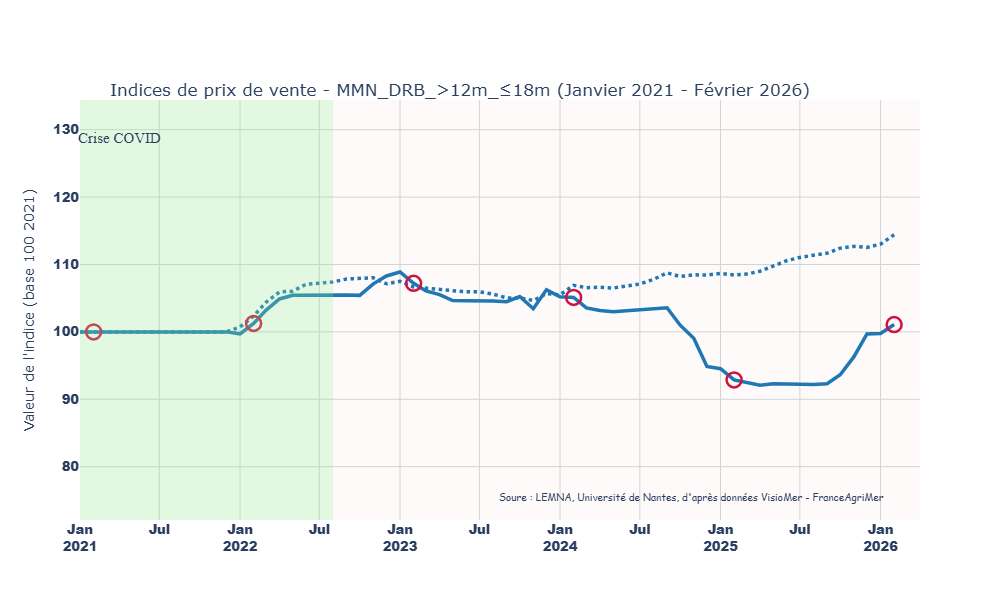 Indices de prix de vente - MMN_DRB_>12m_≤18m (Janvier 2021 - Février 2026)
Valeur de l'indice (base 100 2021)
130
Crise COVID
120
110
100
90
80
Soure : LEMNA, Université de Nantes, d'après données VisioMer - FranceAgriMer
Jan Jul Jan Jul Jan Jul Jan Jul Jan Jul Jan
2021 2022 2023 2024 2025 2026